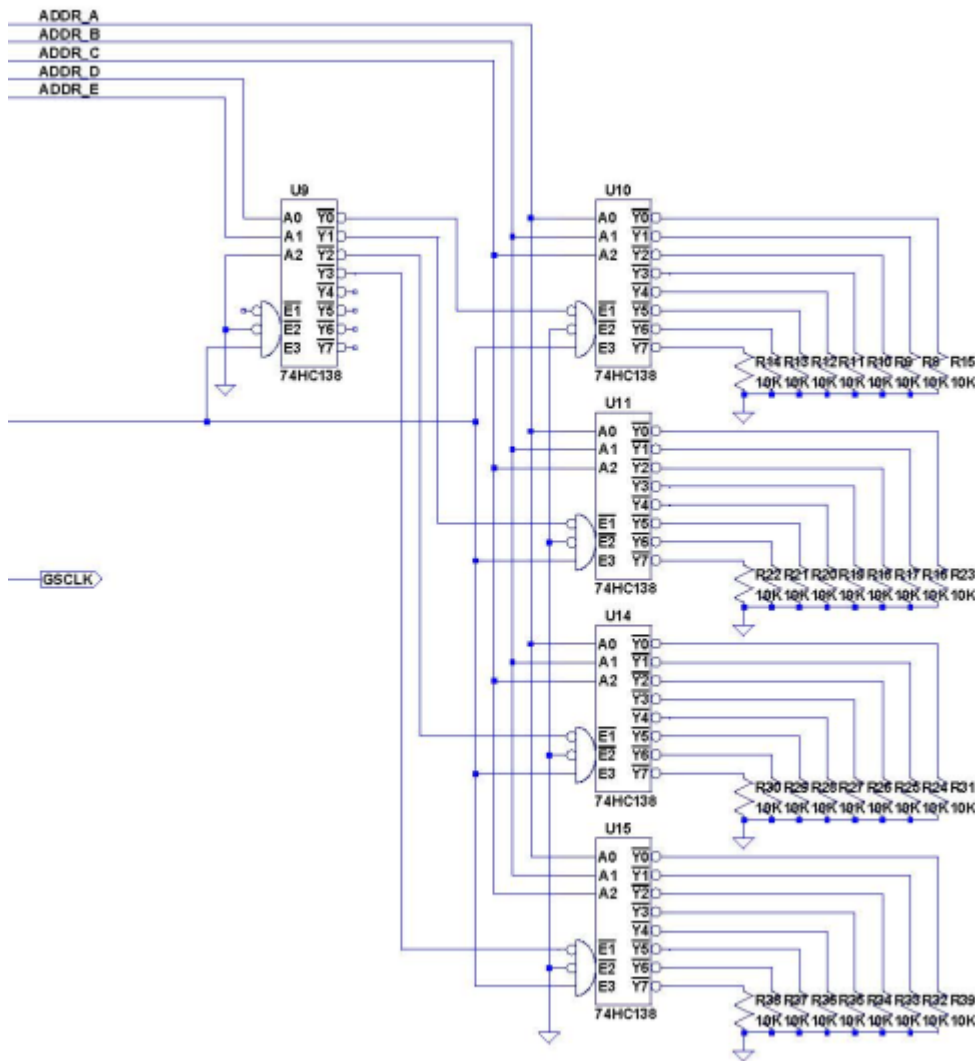 ADDR_A
ADDR_B
ADDR_C
ADDR_D
ADDR_E
U9
A0 Y0
A1 Y1
A2 Y2
Y3
Y4
E1 Y5
E2 Y6
E3 Y7
74HC138
U10
A0 Y0
A1 Y1
A2 Y2
Y3
Y4
E1 Y5
E2 Y6
E3 Y7
74HC138
R14 R13 R12 R11 R10 R9 R8 R15
10K 10K 10K 10K 10K 10K 10K 10K
U11
A0 Y0
A1 Y1
A2 Y2
Y3
Y4
E1 Y5
E2 Y6
E3 Y7
74HC138
R22 R21 R20 R19 R18 R17 R16 R23
10K 10K 10K 10K 10K 10K 10K 10K
GSCLK
U14
A0 Y0
A1 Y1
A2 Y2
Y3
Y4
E1 Y5
E2 Y6
E3 Y7
74HC138
R30 R29 R28 R27 R26 R25 R24 R31
10K 10K 10K 10K 10K 10K 10K 10K
U15
A0 Y0
A1 Y1
A2 Y2
Y3
Y4
E1 Y5
E2 Y6
E3 Y7
74HC138
R38 R37 R36 R35 R34 R33 R32 R39
10K 10K 10K 10K 10K 10K 10K 10K